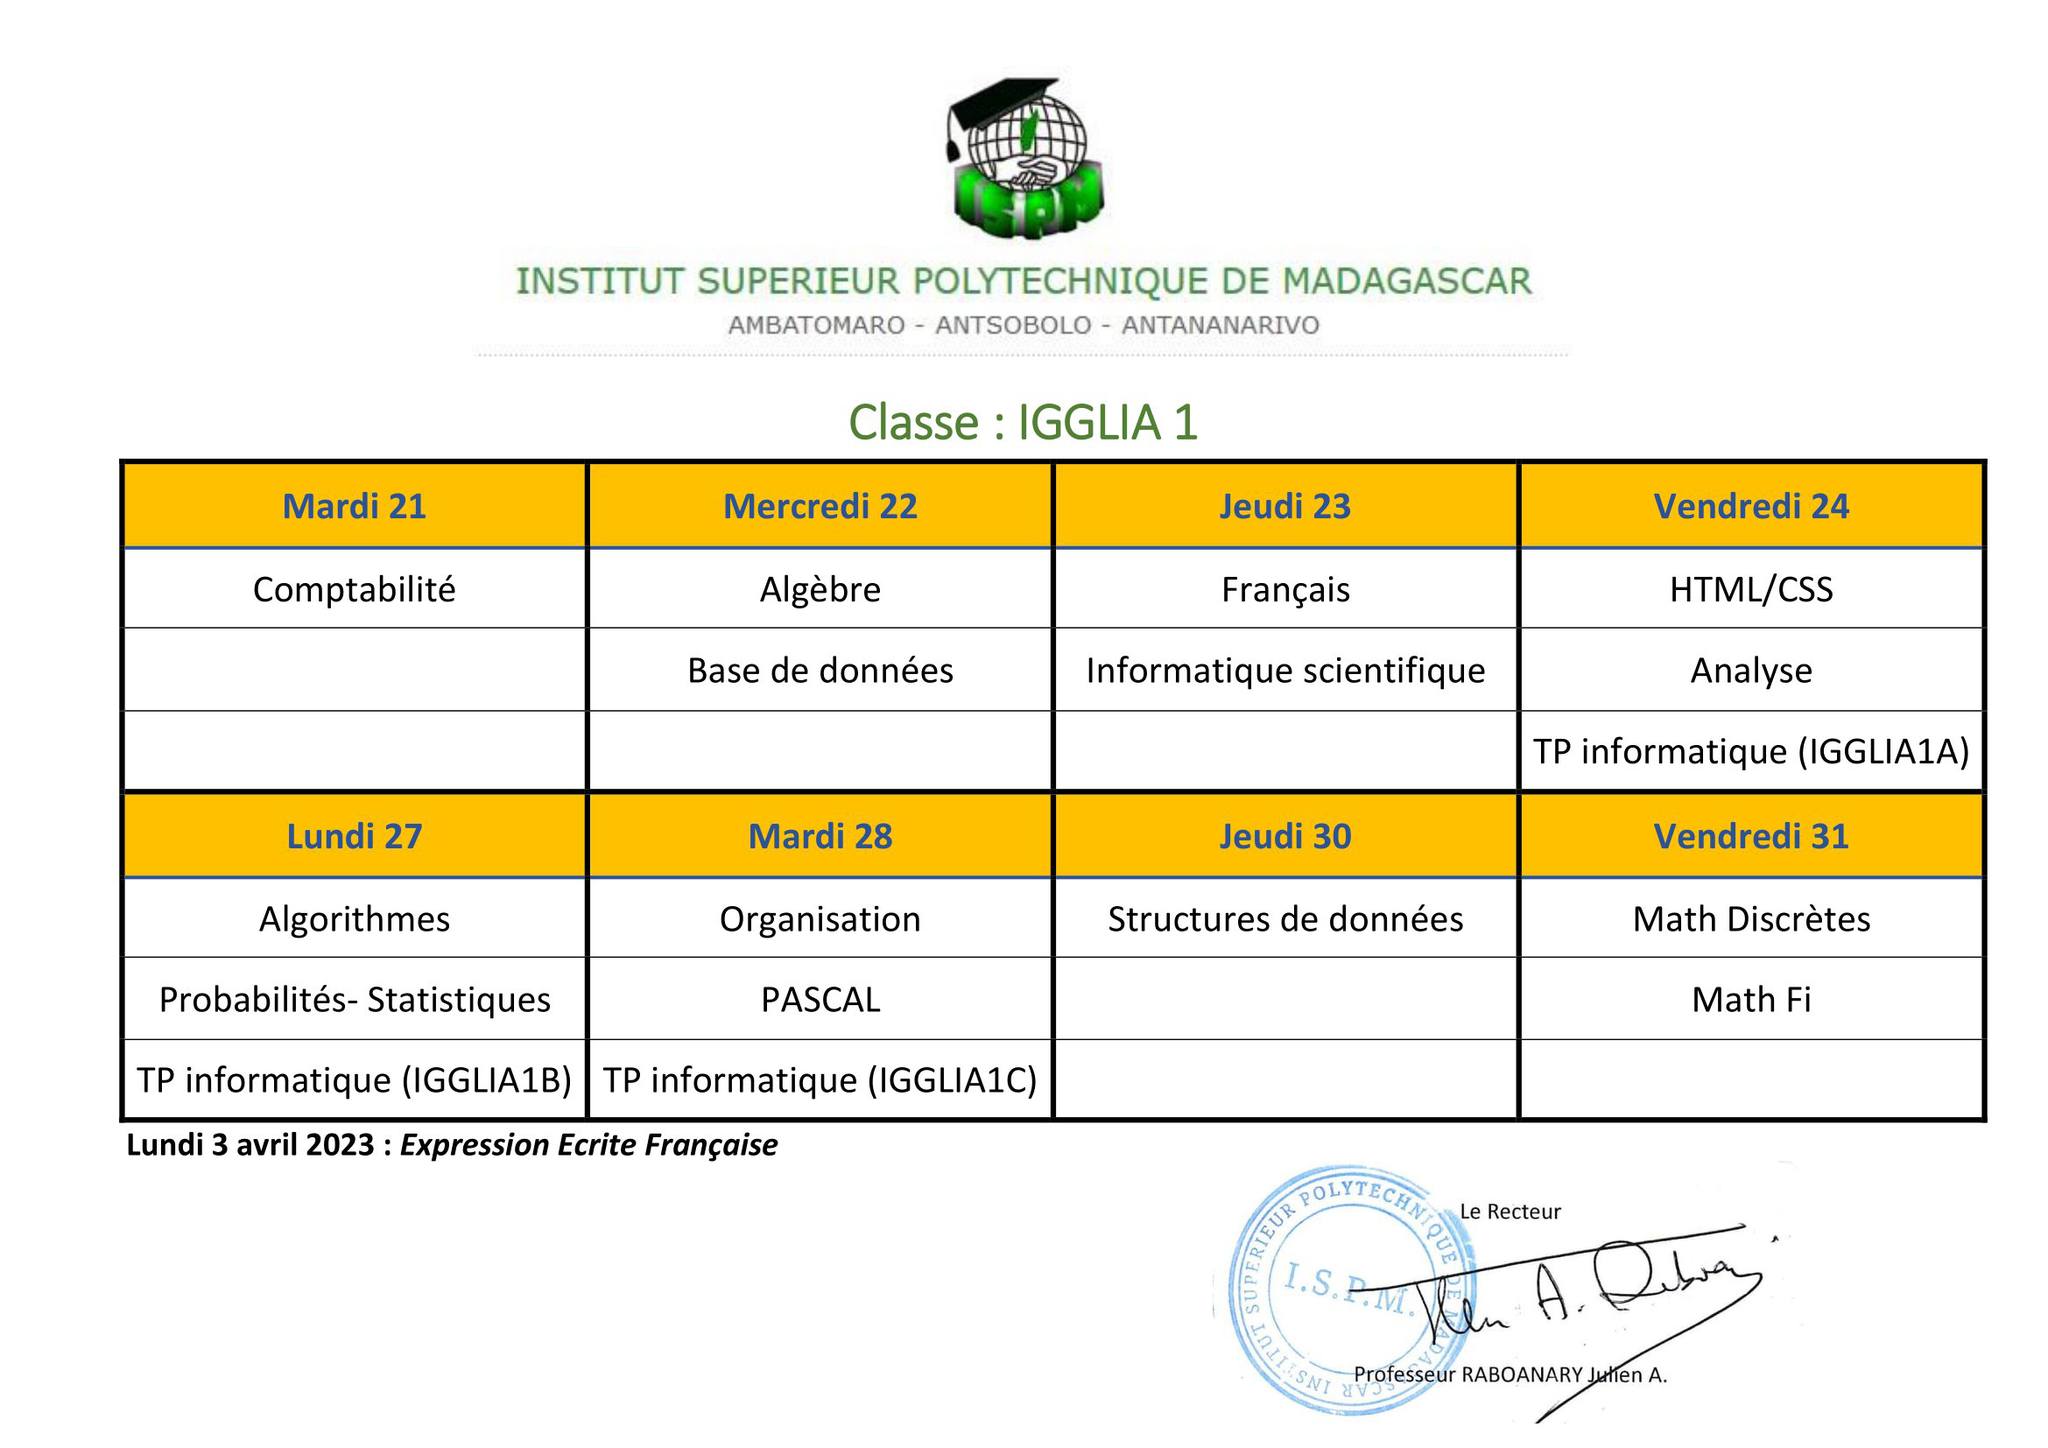 ISPM
INSTITUT SUPERIEUR POLYTECHNIQUE DE MADAGASCAR
AMBATOMARO - ANTSOBOLO - ANTANANARIVO
Classe : IGGLIA 1
Mardi 21 Mercredi 22 Jeudi 23 Vendredi 24
Comptabilité Algèbre Français HTML/CSS
Base de données Informatique scientifique Analyse
TP informatique (IGGLIA1A)
Lundi 27 Mardi 28 Jeudi 30 Vendredi 31
Algorithmes Organisation Structures de données Math Discrètes
Probabilités- Statistiques PASCAL Math Fi
TP informatique (IGGLIA1B) TP informatique (IGGLIA1C)
Lundi 3 avril 2023 : Expression Ecrite Française
Le Recteur
INSTITUT SUPERIEUR POLYTECHNIQUE DE MADAGASCAR
I.S.P.M.
Professeur RABOANARY Julien A.